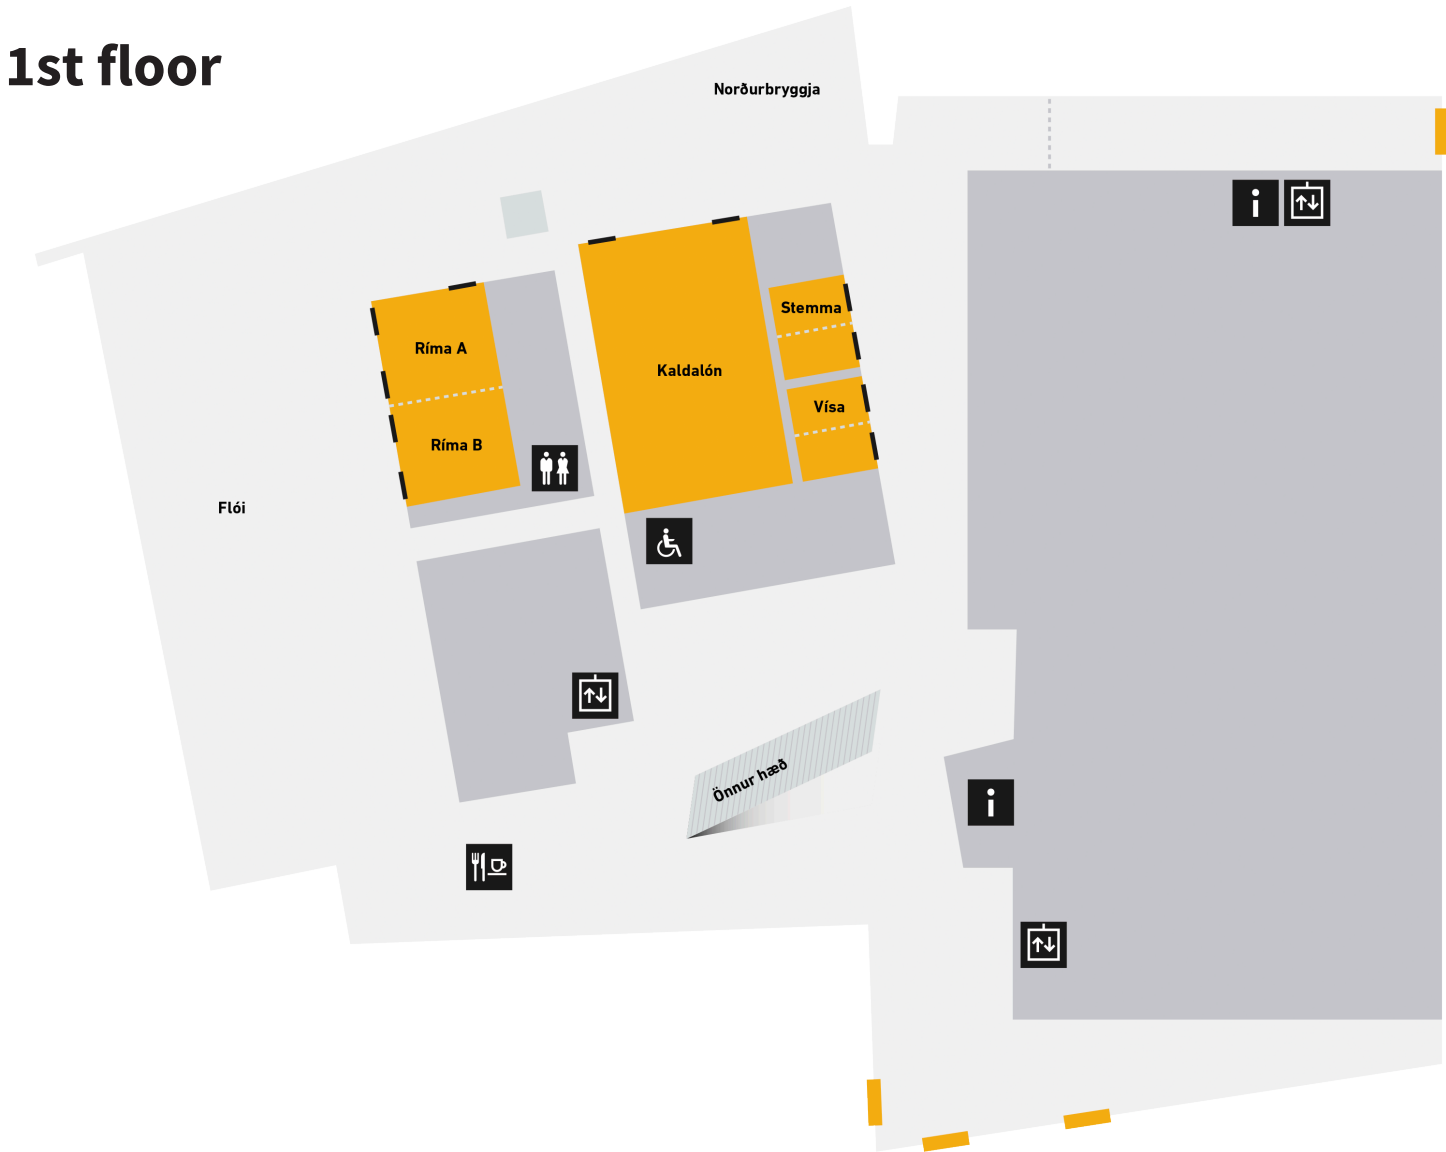 1st floor
Norðurbryggja
Stemma
Ríma A
Kaldalón
Vísa
Ríma B
Flói
Önnur hæð